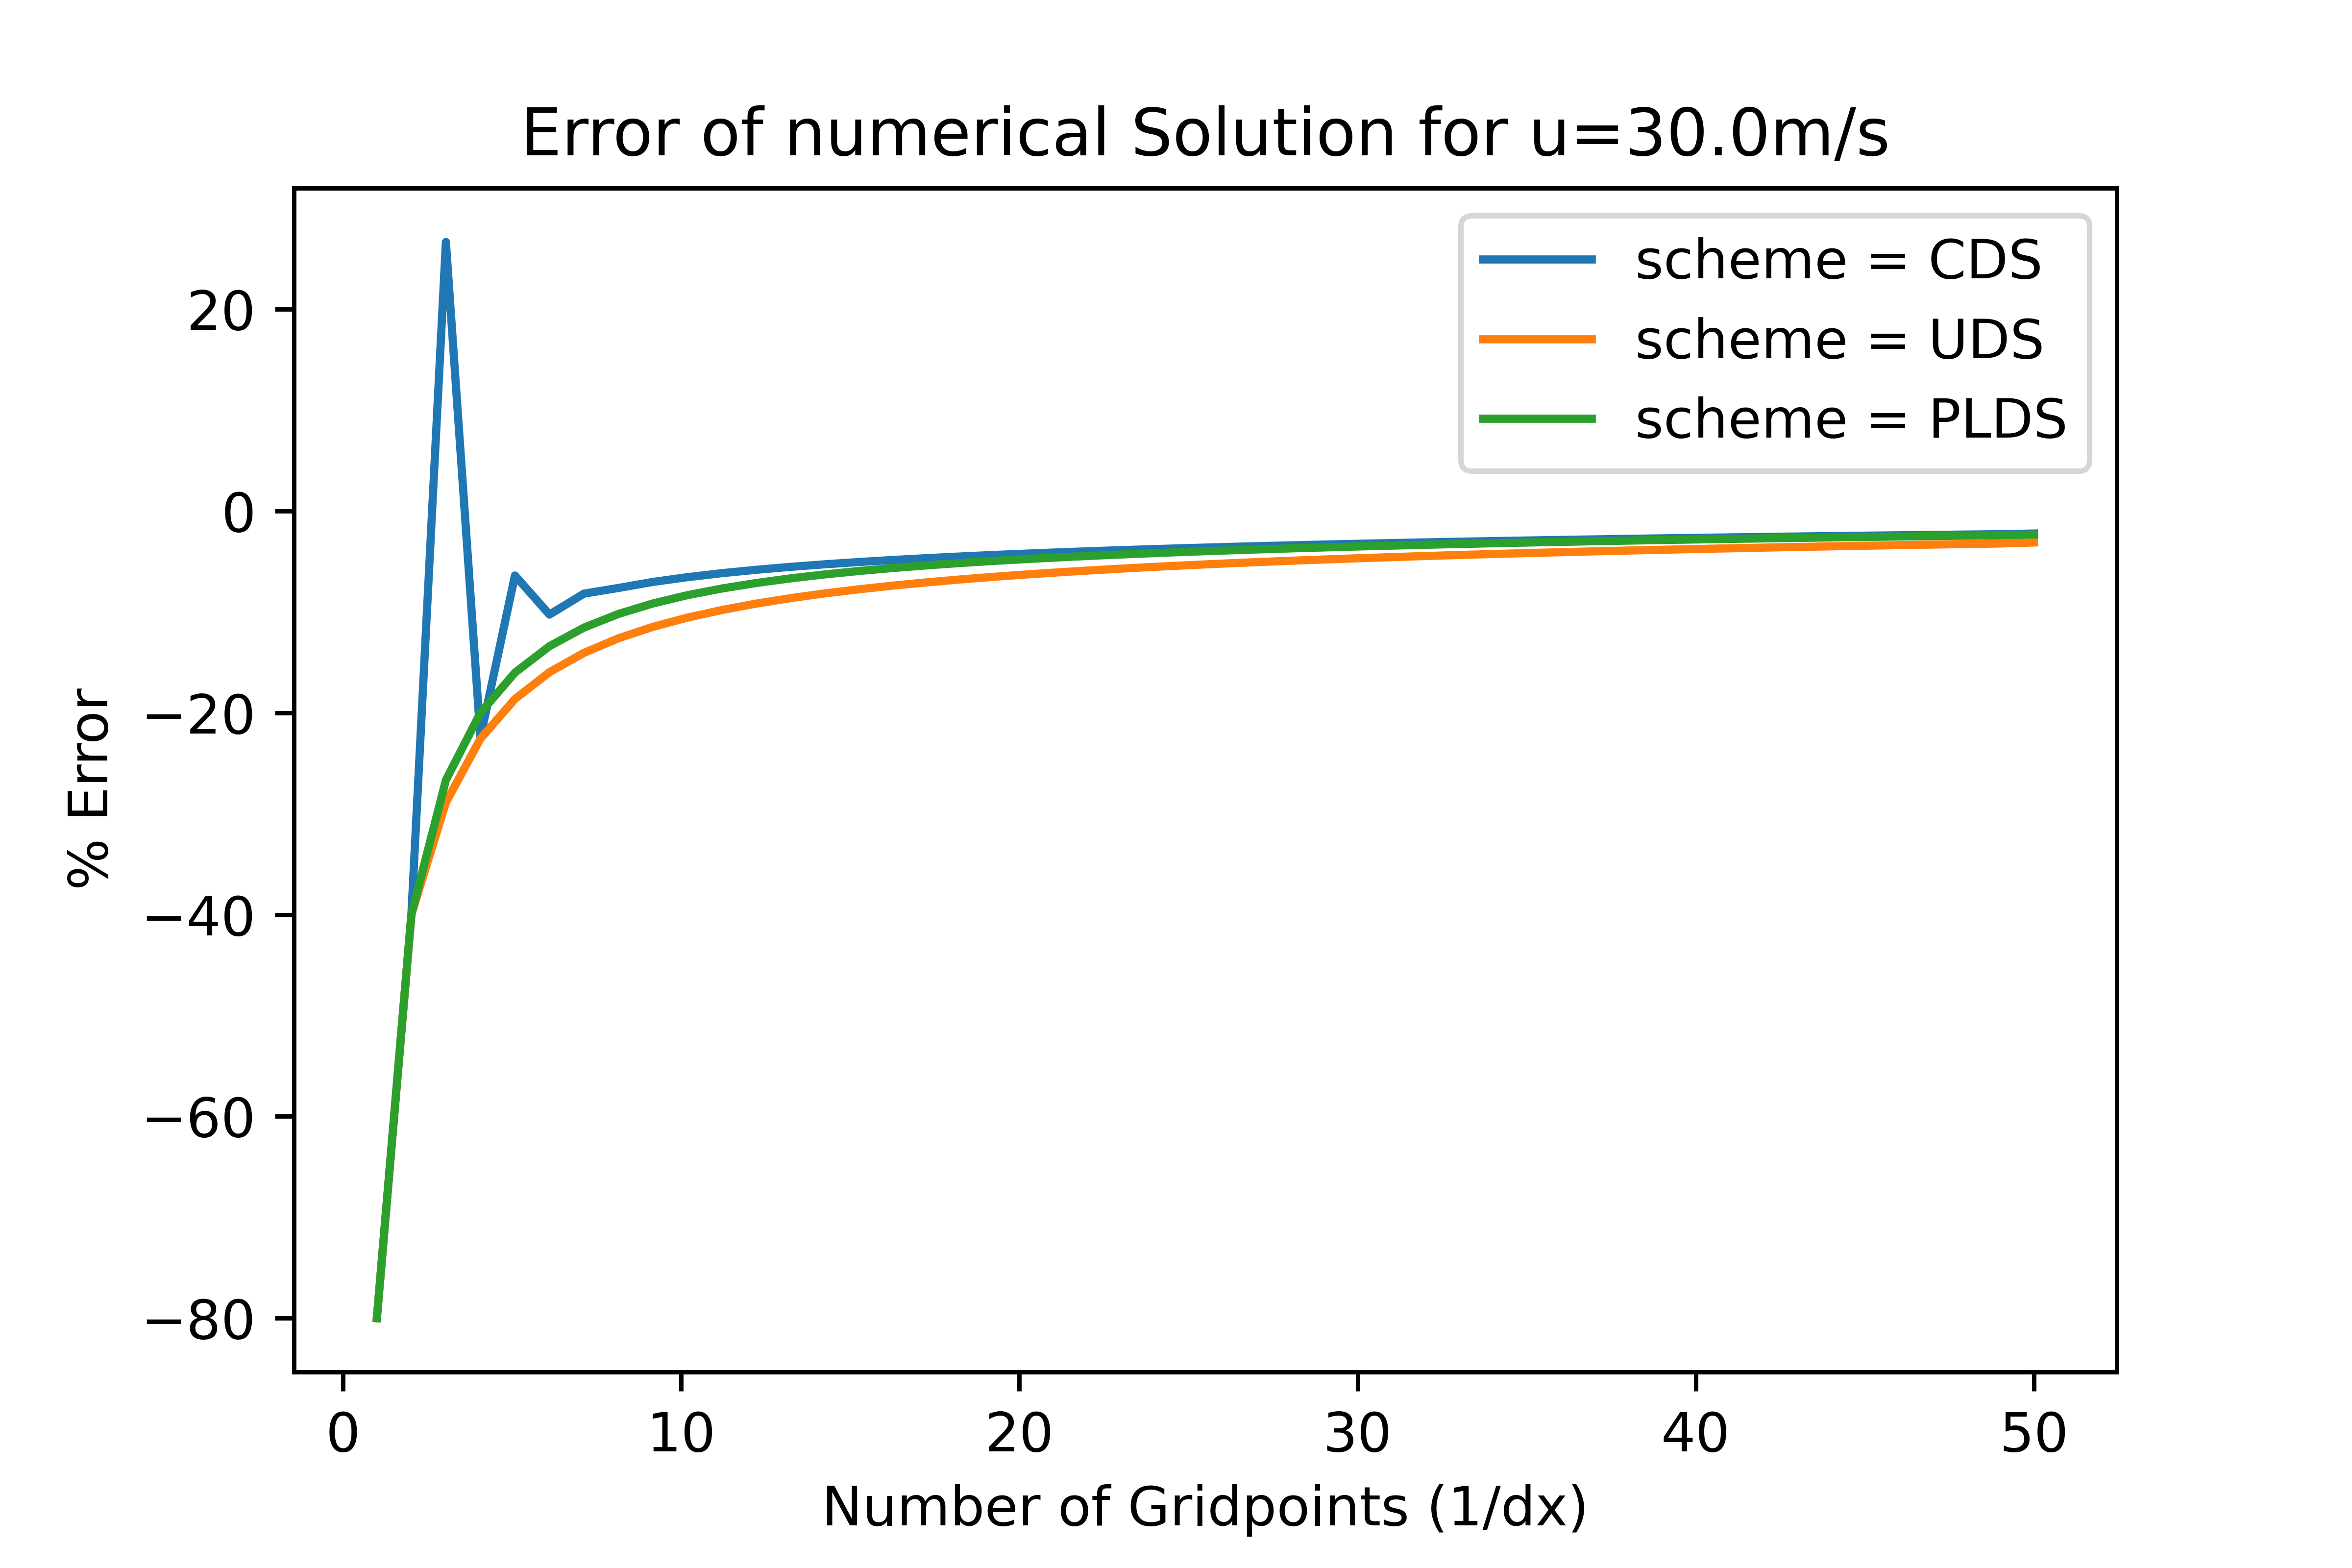 Error of numerical Solution for u=30.0m/s
scheme = CDS
scheme = UDS
scheme = PLDS
20
0
−20
−40
−60
−80
% Error
0 10 20 30 40 50
Number of Gridpoints (1/dx)